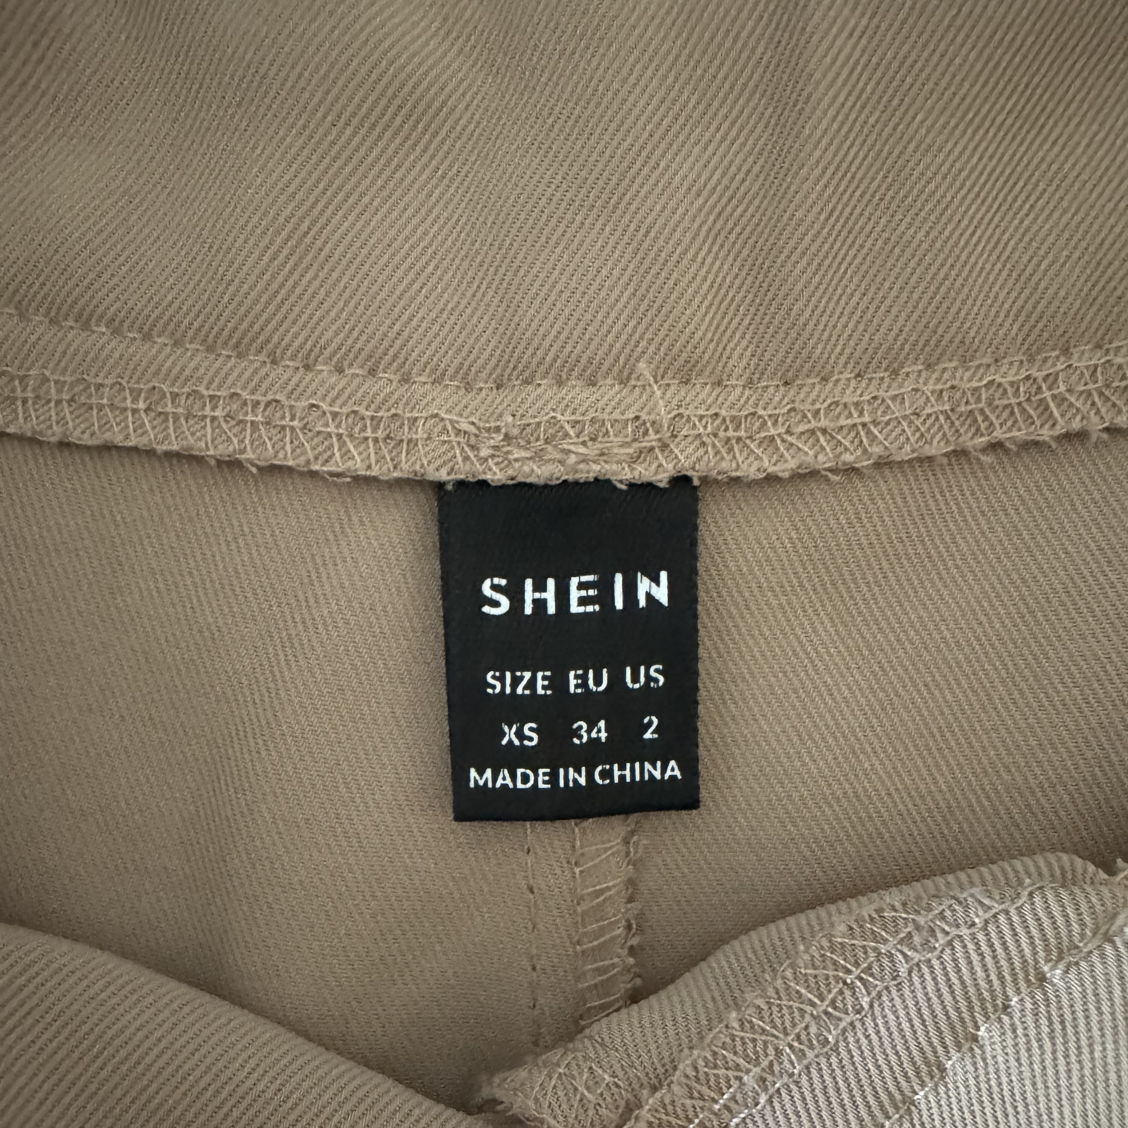 SHEIN
SIZE EU US
XS 34 2
MADE IN CHINA